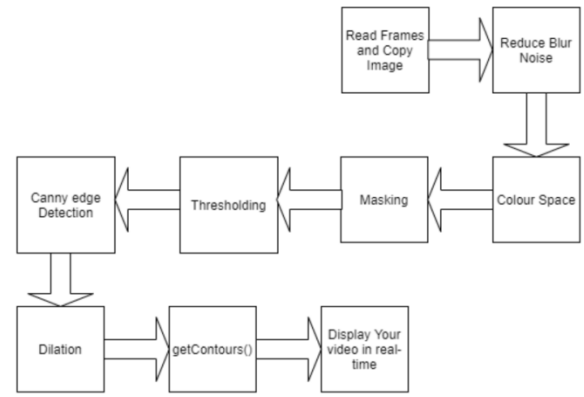 Read Frames
and Copy
Image
Reduce Blur
Noise
Colour Space
Masking
Thresholding
Canny edge
Detection
Dilation
getContours()
Display Your
video in real-
time